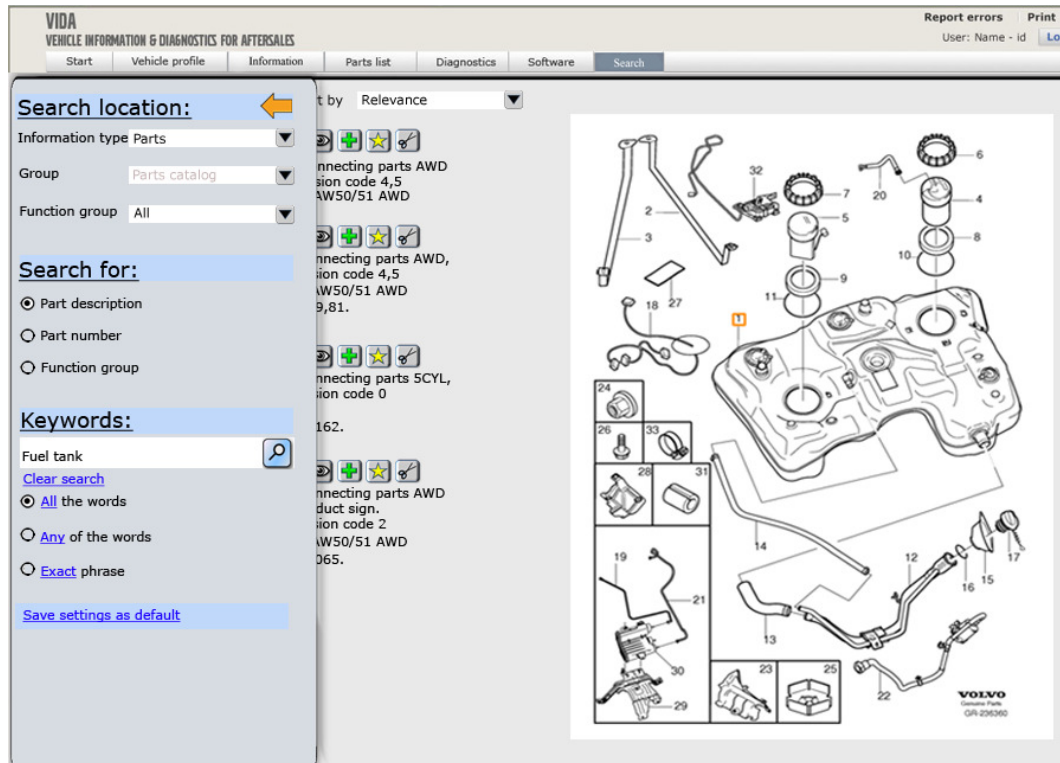 VIDA
VEHICLE INFORMATION & DIAGNOSTICS FOR AFTERSALES
Report errors Print
User: Name - id Lo
Start Vehicle profile Information Parts list Diagnostics Software Search
Search location:
Information type Parts
Group Parts catalog
Function group All
Search for:
Part description
Part number
Function group
Keywords:
Fuel tank
Clear search
All the words
Any of the words
Exact phrase
Save settings as default
t by Relevance
nnecting parts AWD
sion code 4,5
AW50/51 AWD
nnecting parts AWD,
sion code 4,5
AW50/51 AWD
9,81.
nnecting parts 5CYL,
sion code 0
162.
nnecting parts AWD
duct sign.
sion code 2
AW50/51 AWD
065.
6
32
20
7
4
2
5
3
8
10
9
27
11
18
1
24
26
33
28
31
14
12
17
15
16
19
21
13
30
23
25
22
29
VOLVO
Genuine Parts
GR-236360